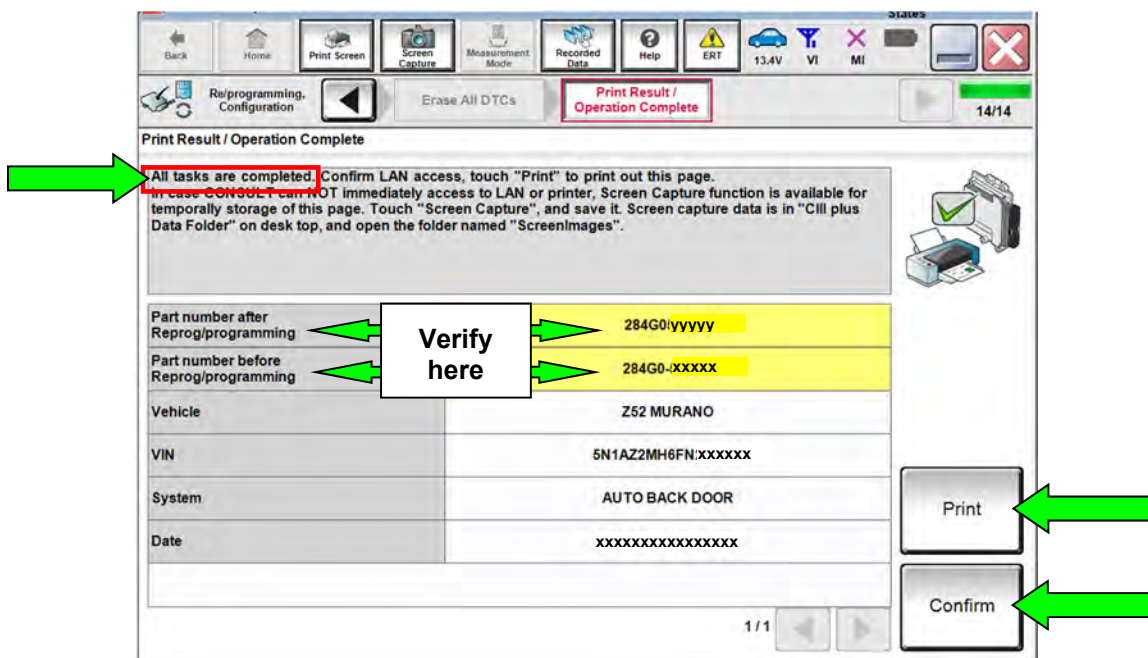 States
Back
Home
Print Screen
Screen Capture
Measurement Mode
Recorded Data
Help
ERT
13.4V
VI
MI
Re/programming, Configuration
Erase All DTCs
Print Result / Operation Complete
14/14
Print Result / Operation Complete
All tasks are completed. Confirm LAN access, touch "Print" to print out this page.
In case CONSULT can NOT immediately access to LAN or printer, Screen Capture function is available for
temporally storage of this page. Touch "Screen Capture", and save it. Screen capture data is in "CIII plus
Data Folder" on desk top, and open the folder named "ScreenImages".
Part number after
Reprog/programming
284G0 yyyyy
Verify
here
Part number before
Reprog/programming
284G0- xxxxx
Vehicle
Z52 MURANO
VIN
5N1AZ2MH6FN xxxxxx
System
AUTO BACK DOOR
Date
xxxxxxxxxxxxxxxx
Print
Confirm
1/1